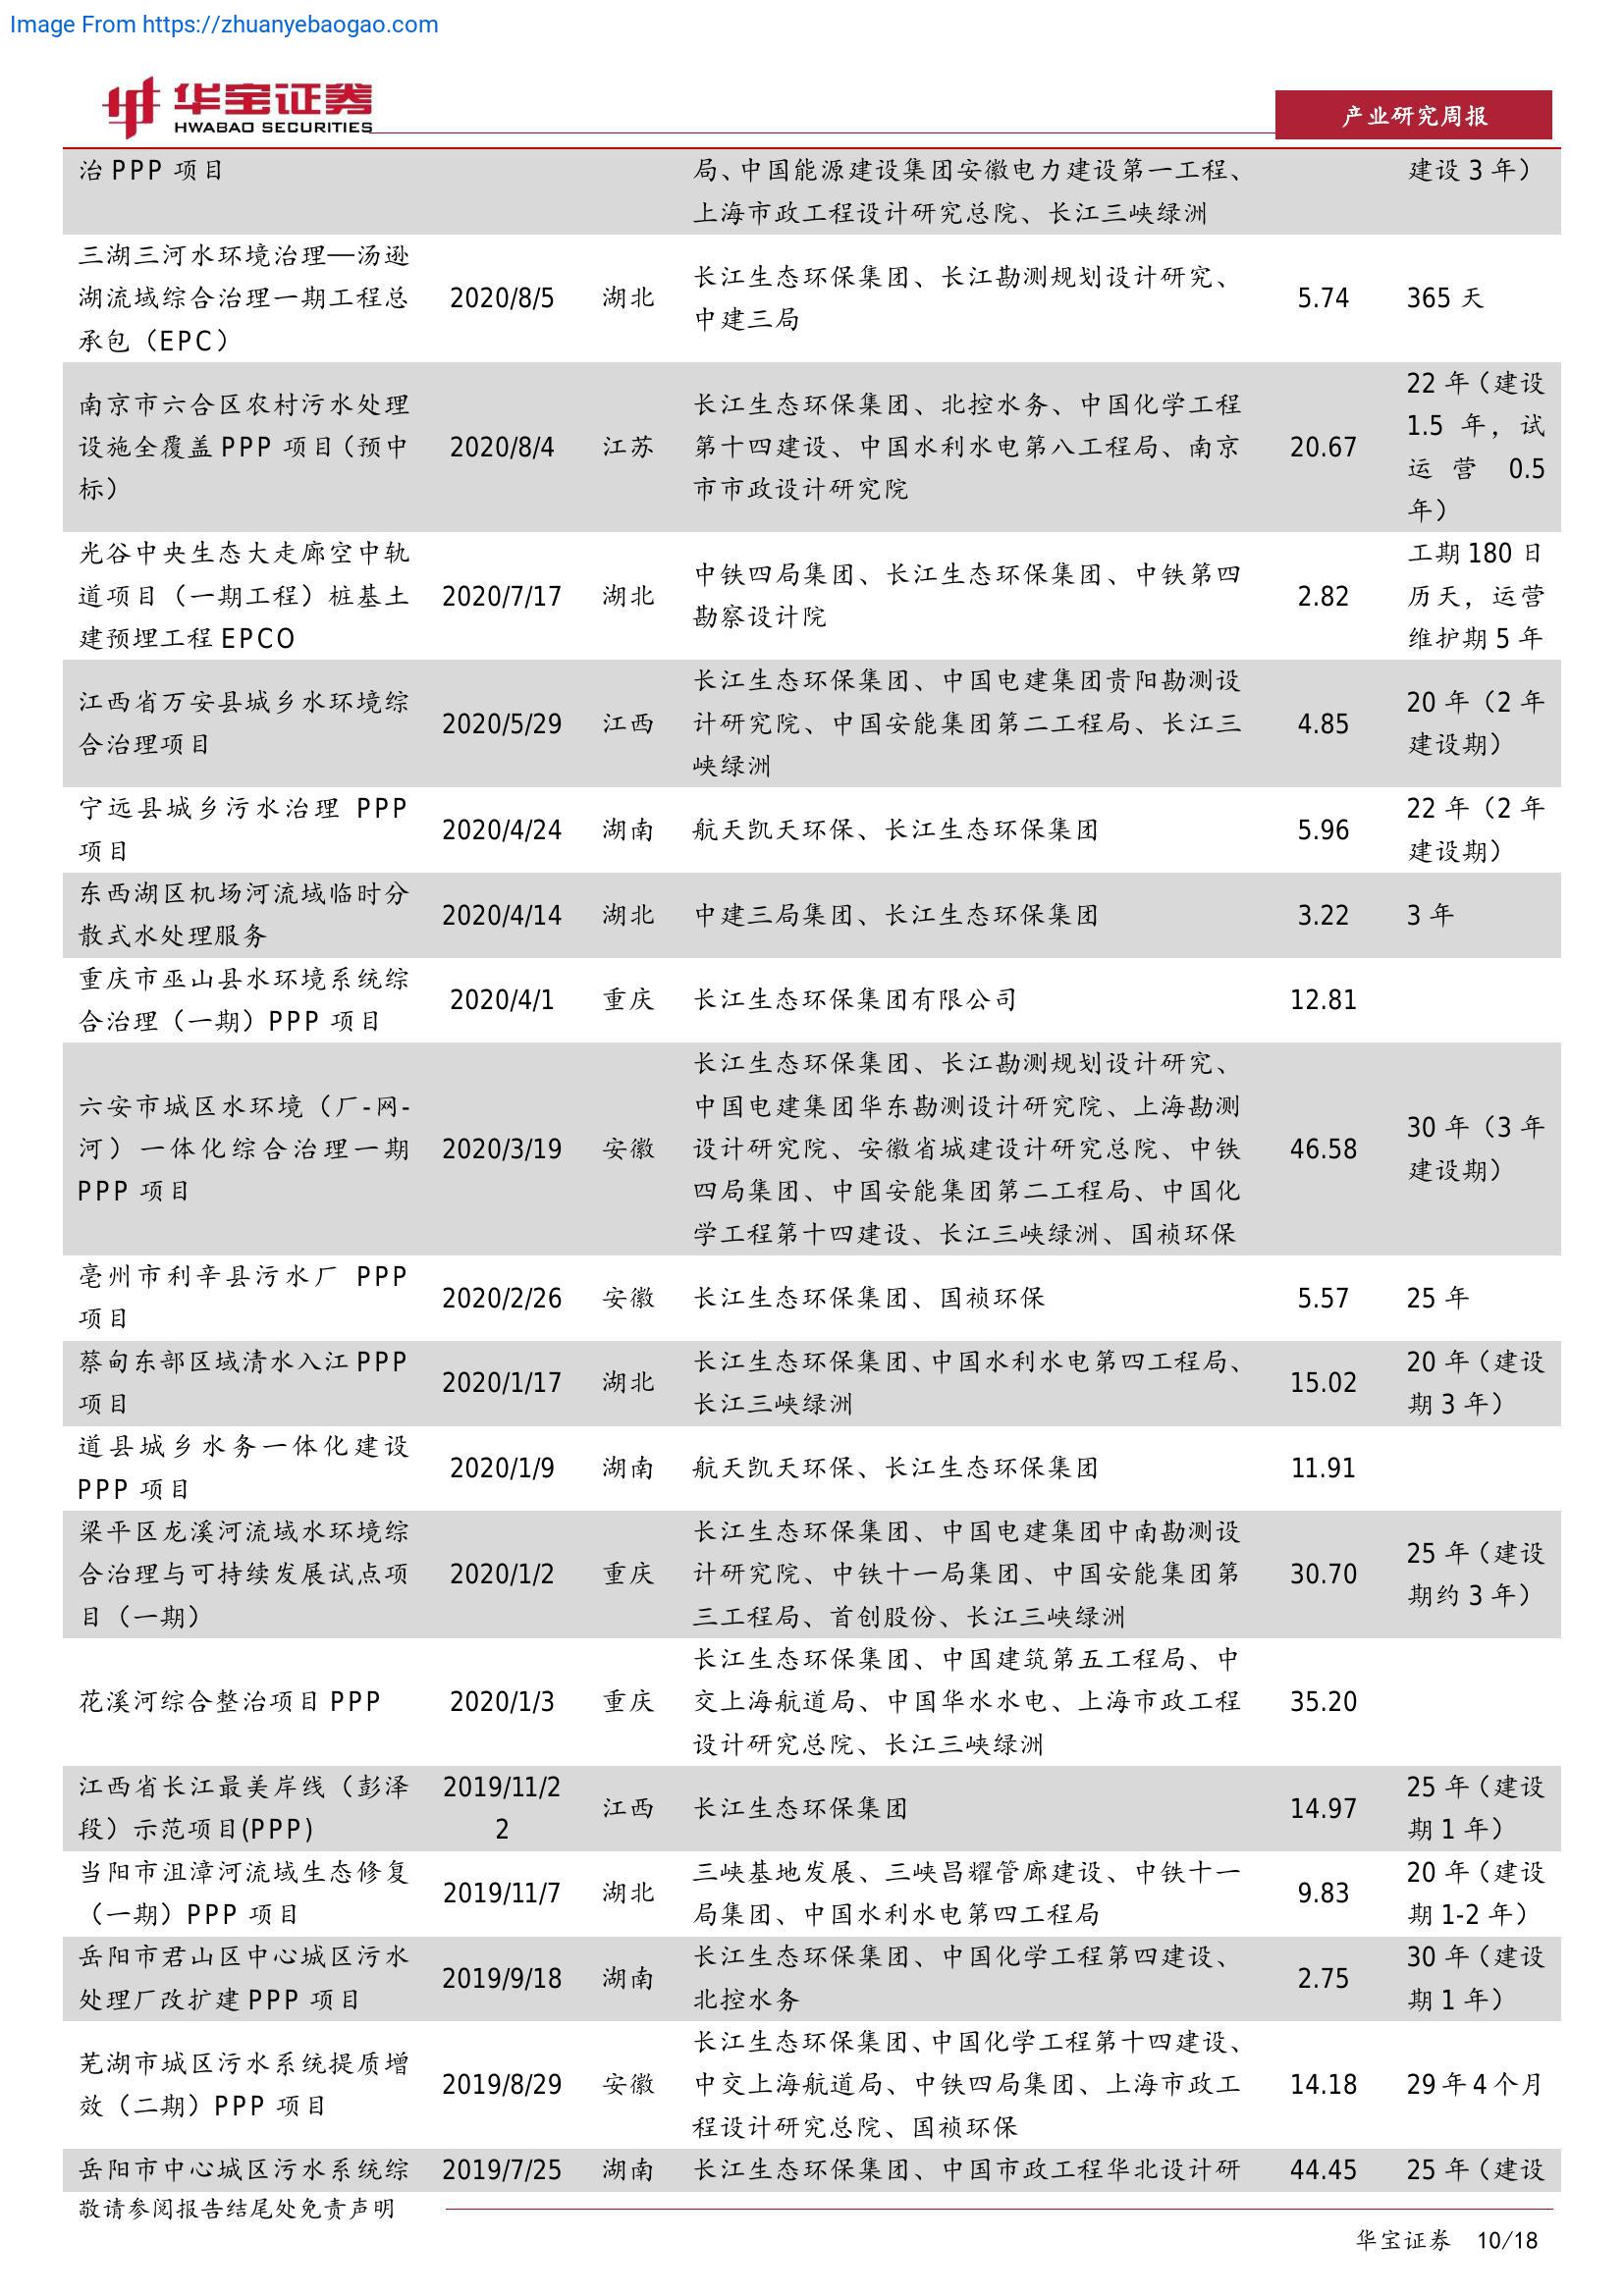 Image From https://zhuanyebaogao.com
华宝证券
HWABAO SECURITIES
产业研究周报
治 PPP 项目
局、中国能源建设集团安徽电力建设第一工程、
上海市政工程设计研究总院、长江三峡绿洲
建设 3 年）
三湖三河水环境治理—汤逊
湖流域综合治理一期工程总
承包（EPC）
2020/8/5
湖北
长江生态环保集团、长江勘测规划设计研究、
中建三局
5.74
365 天
南京市六合区农村污水处理
设施全覆盖 PPP 项目（预中
标）
2020/8/4
江苏
长江生态环保集团、北控水务、中国化学工程
第十四建设、中国水利水电第八工程局、南京
市市政设计研究院
20.67
22 年（建设
1.5 年，试
运营 0.5
年）
光谷中央生态大走廊空中轨
道项目（一期工程）桩基土
建预埋工程 EPCO
2020/7/17
湖北
中铁四局集团、长江生态环保集团、中铁第四
勘察设计院
2.82
工期 180 日
历天，运营
维护期 5 年
江西省万安县城乡水环境综
合治理项目
2020/5/29
江西
长江生态环保集团、中国电建集团贵阳勘测设
计研究院、中国安能集团第二工程局、长江三
峡绿洲
4.85
20 年（2 年
建设期）
宁远县城乡污水治理 PPP
项目
2020/4/24
湖南
航天凯天环保、长江生态环保集团
5.96
22 年（2 年
建设期）
东西湖区机场河流域临时分
散式水处理服务
2020/4/14
湖北
中建三局集团、长江生态环保集团
3.22
3 年
重庆市巫山县水环境系统综
合治理（一期）PPP 项目
2020/4/1
重庆
长江生态环保集团有限公司
12.81
六安市城区水环境（厂-网-
河）一体化综合治理一期
PPP 项目
2020/3/19
安徽
长江生态环保集团、长江勘测规划设计研究、
中国电建集团华东勘测设计研究院、上海勘测
设计研究院、安徽省城建设计研究总院、中铁
四局集团、中国安能集团第二工程局、中国化
学工程第十四建设、长江三峡绿洲、国祯环保
46.58
30 年（3 年
建设期）
亳州市利辛县污水厂 PPP
项目
2020/2/26
安徽
长江生态环保集团、国祯环保
5.57
25 年
蔡甸东部区域清水入江 PPP
项目
2020/1/17
湖北
长江生态环保集团、中国水利水电第四工程局、
长江三峡绿洲
15.02
20 年（建设
期 3 年）
道县城乡水务一体化建设
PPP 项目
2020/1/9
湖南
航天凯天环保、长江生态环保集团
11.91
梁平区龙溪河流域水环境综
合治理与可持续发展试点项
目（一期）
2020/1/2
重庆
长江生态环保集团、中国电建集团中南勘测设
计研究院、中铁十一局集团、中国安能集团第
三工程局、首创股份、长江三峡绿洲
30.70
25 年（建设
期约 3 年）
花溪河综合整治项目 PPP
2020/1/3
重庆
长江生态环保集团、中国建筑第五工程局、中
交上海航道局、中国华水水电、上海市政工程
设计研究总院、长江三峡绿洲
35.20
江西省长江最美岸线（彭泽
段）示范项目(PPP)
2019/11/2
2
江西
长江生态环保集团
14.97
25 年（建设
期 1 年）
当阳市沮漳河流域生态修复
（一期）PPP 项目
2019/11/7
湖北
三峡基地发展、三峡昌耀管廊建设、中铁十一
局集团、中国水利水电第四工程局
9.83
20 年（建设
期 1-2 年）
岳阳市君山区中心城区污水
处理厂改扩建 PPP 项目
2019/9/18
湖南
长江生态环保集团、中国化学工程第四建设、
北控水务
2.75
30 年（建设
期 1 年）
芜湖市城区污水系统提质增
效（二期）PPP 项目
2019/8/29
安徽
长江生态环保集团、中国化学工程第十四建设、
中交上海航道局、中铁四局集团、上海市政工
程设计研究总院、国祯环保
14.18
29 年 4 个月
岳阳市中心城区污水系统综
2019/7/25
湖南
长江生态环保集团、中国市政工程华北设计研
44.45
25 年（建设
敬请参阅报告结尾处免责声明
华宝证券 10/18